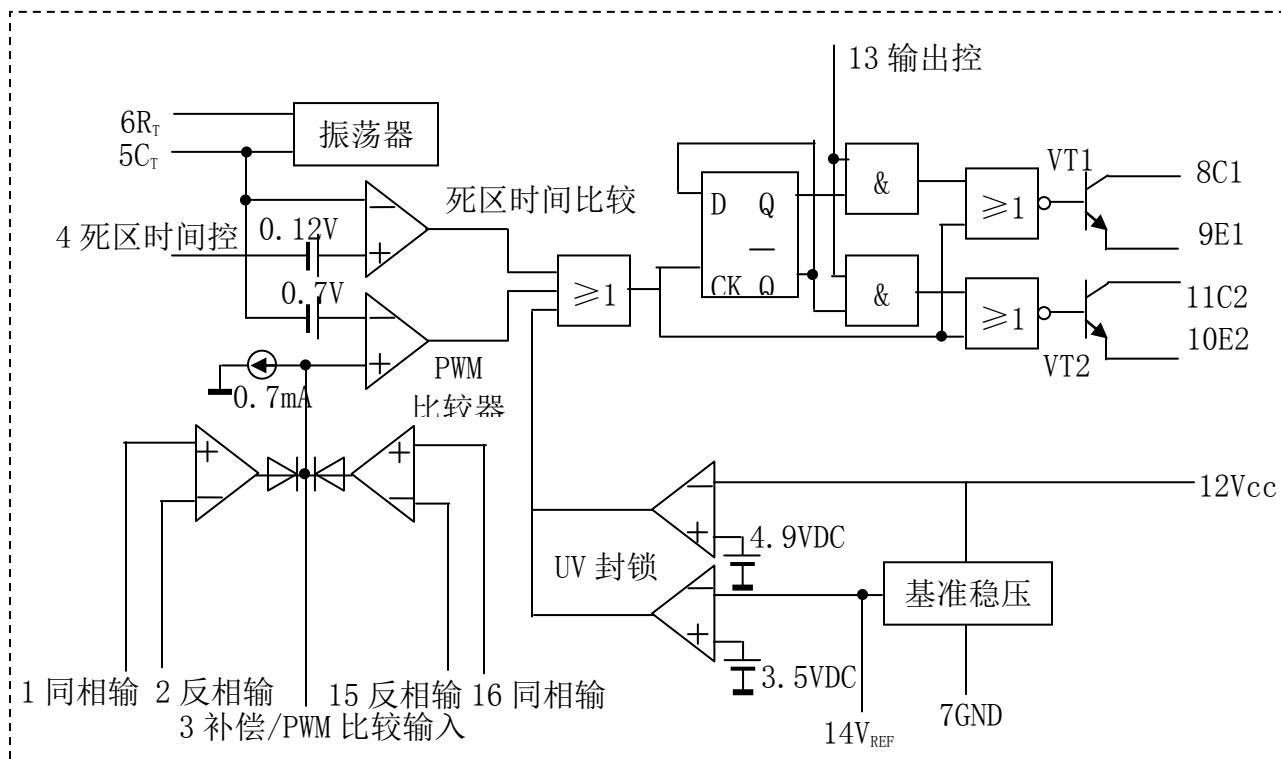 13 输出控
6R_T
振荡器
5C_T
4 死区时间控
0.12V
死区时间比较
0.7V
0.7mA
PWM
比较器
≥1
D Q
CK Q
&
&
≥1
≥1
VT1
VT2
8C1
9E1
11C2
10E2
12Vcc
4.9VDC
UV 封锁
基准稳压
3.5VDC
1 同相输
2 反相输
15 反相输
16 同相输
3 补偿/PWM 比较输入
14V_REF
7GND